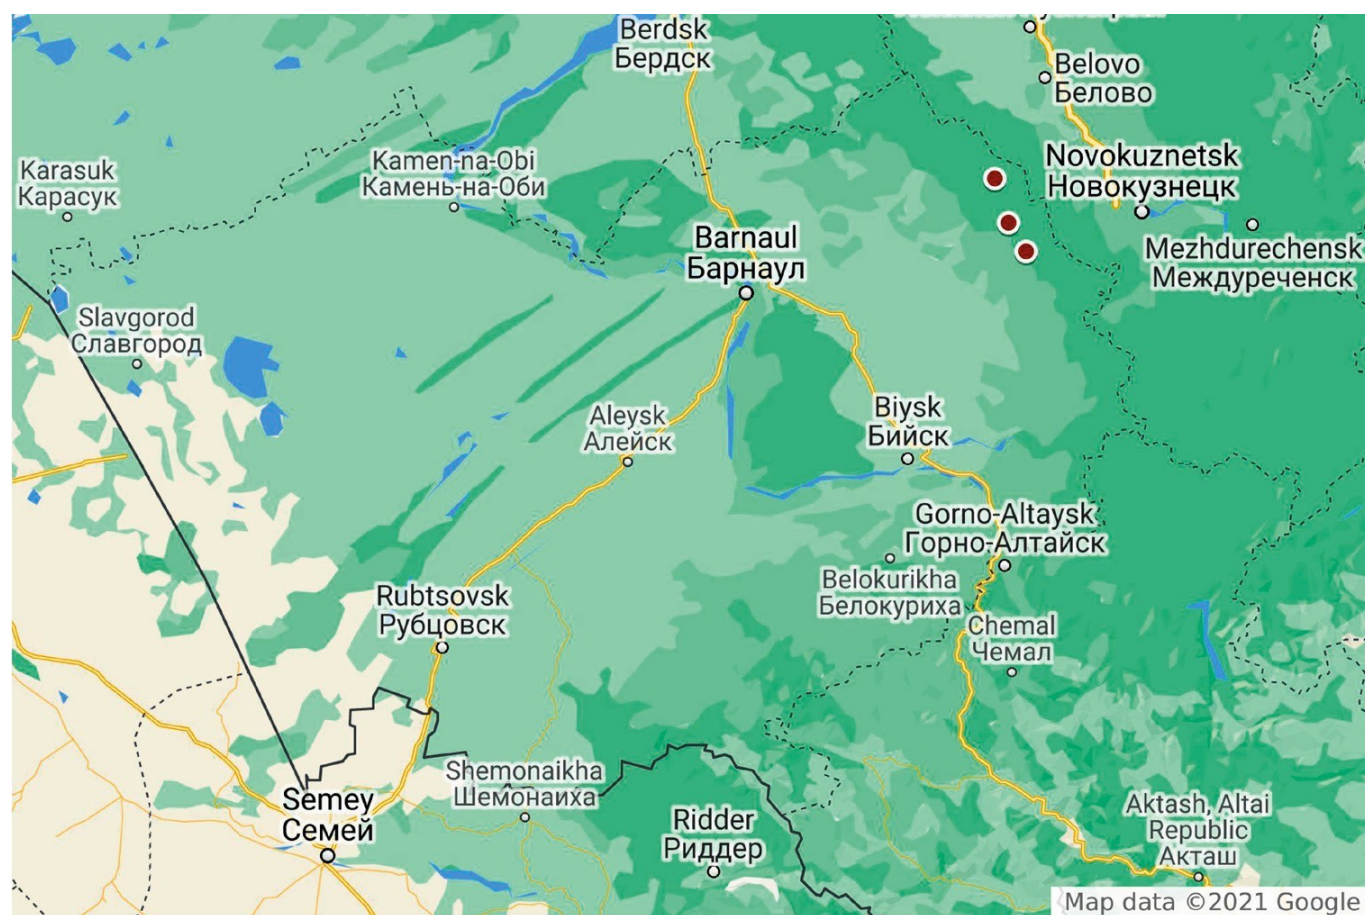 Berdsk
Бердск
Belovo
Белово
Karasuk
Карасук
Kamen-na-Obi
Камень-на-Оби
Novokuznetsk
Новокузнецк
Mezhdurechensk
Междуреченск
Barnaul
Барнаул
Slavgorod
Славгород
Aleysk
Алейск
Biysk
Бийск
Gorno-Altaysk
Горно-Алтайск
Belokurikha
Белокуриха
Rubtsovsk
Рубцовск
Chemal
Чемал
Shemonaikha
Шемонаиха
Semey
Семей
Ridder
Риддер
Aktash, Altai
Republic
Акташ
Map data ©2021 Google